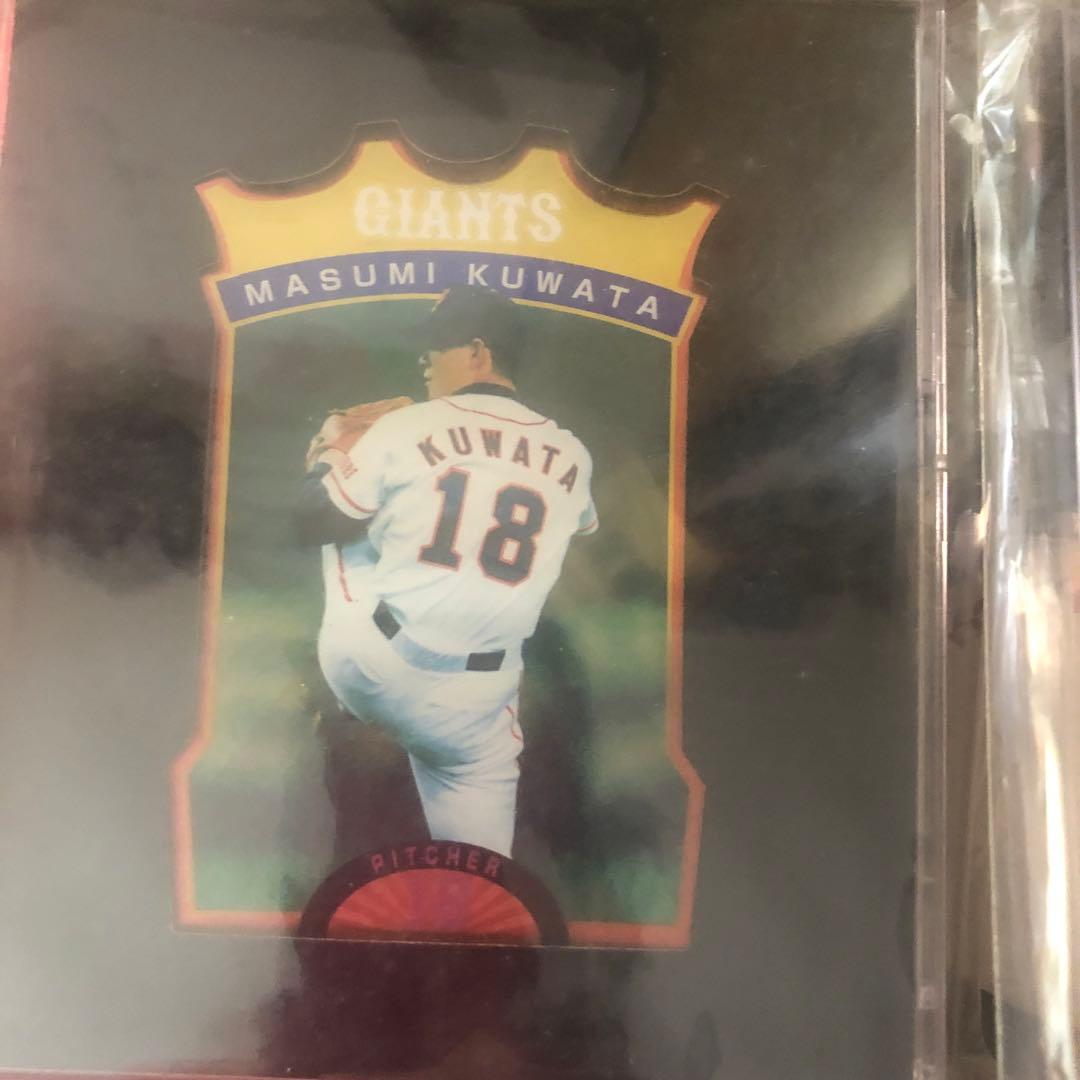 GIANTS
MASUMI KUWATA
KUWATA
18
PITCHER